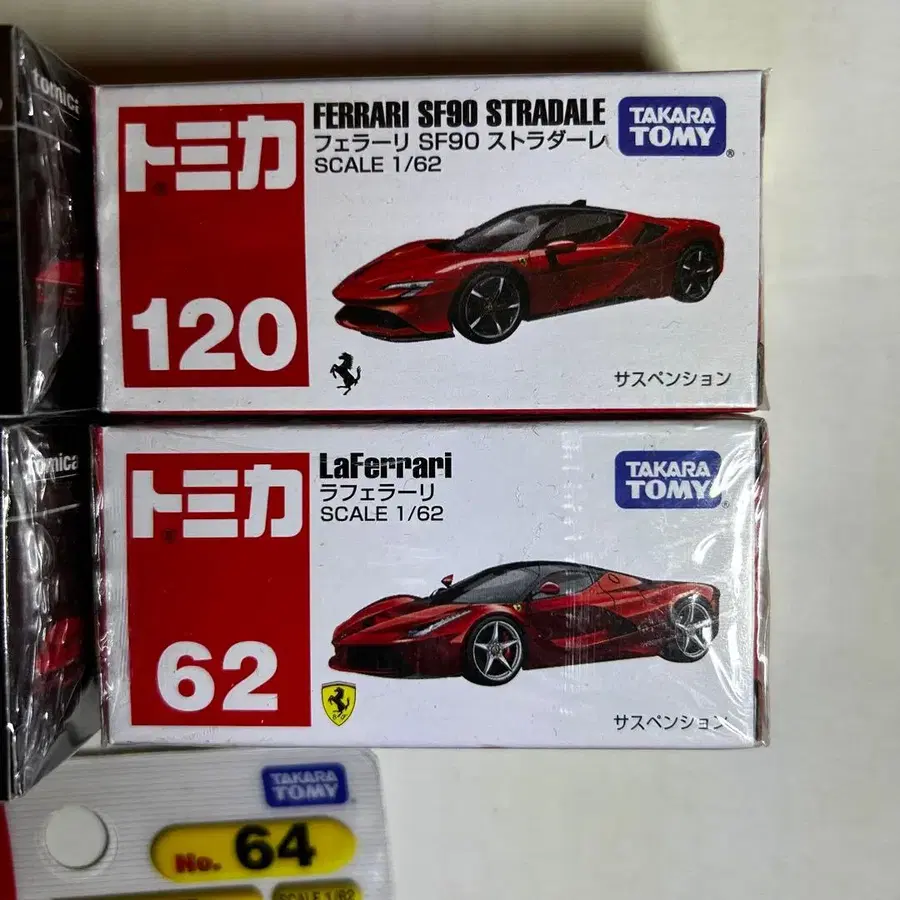 tomica
トミカ
120
FERRARI SF90 STRADALE
フェラーリ SF90 ストラダーレ
SCALE 1/62
TAKARA
TOMY
®
サスペンション
tomica
トミカ
62
LaFerrari
ラフェラーリ
SCALE 1/62
TAKARA
TOMY
®
サスペンション
TAKARA
TOMY
No. 64
SCALE 1/62